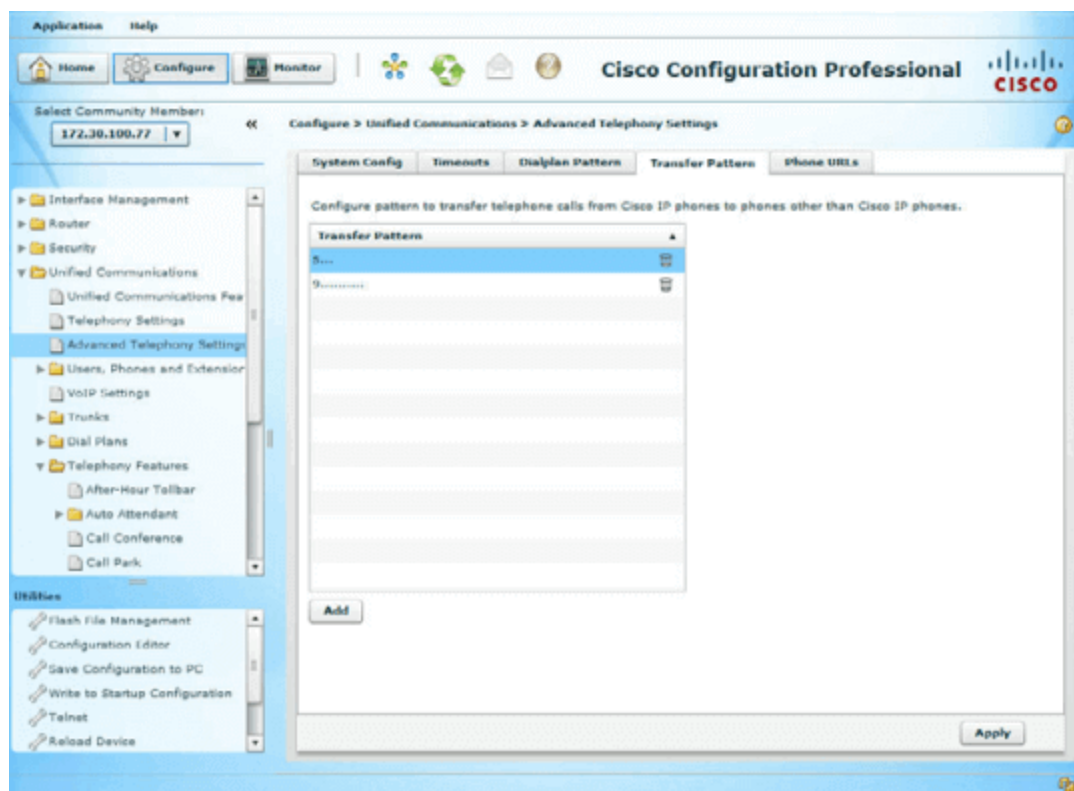 Application Help
Home Configure Monitor Cisco Configuration Professional CISCO
Select Community Member:
172.30.100.77
Configure > Unified Communications > Advanced Telephony Settings
System Config Timeouts Dialplan Pattern Transfer Pattern Phone URLs
Configure pattern to transfer telephone calls from Cisco IP phones to phones other than Cisco IP phones.
Transfer Pattern
5...
9..........
Interface Management
Router
Security
Unified Communications
Unified Communications Fea
Telephony Settings
Advanced Telephony Settings
Users, Phones and Extension
VoIP Settings
Trunks
Dial Plans
Telephony Features
After-Hour Tollbar
Auto Attendant
Call Conference
Call Park
Add
Utilities
Flash File Management
Configuration Editor
Save Configuration to PC
Write to Startup Configuration
Telnet
Reload Device
Apply